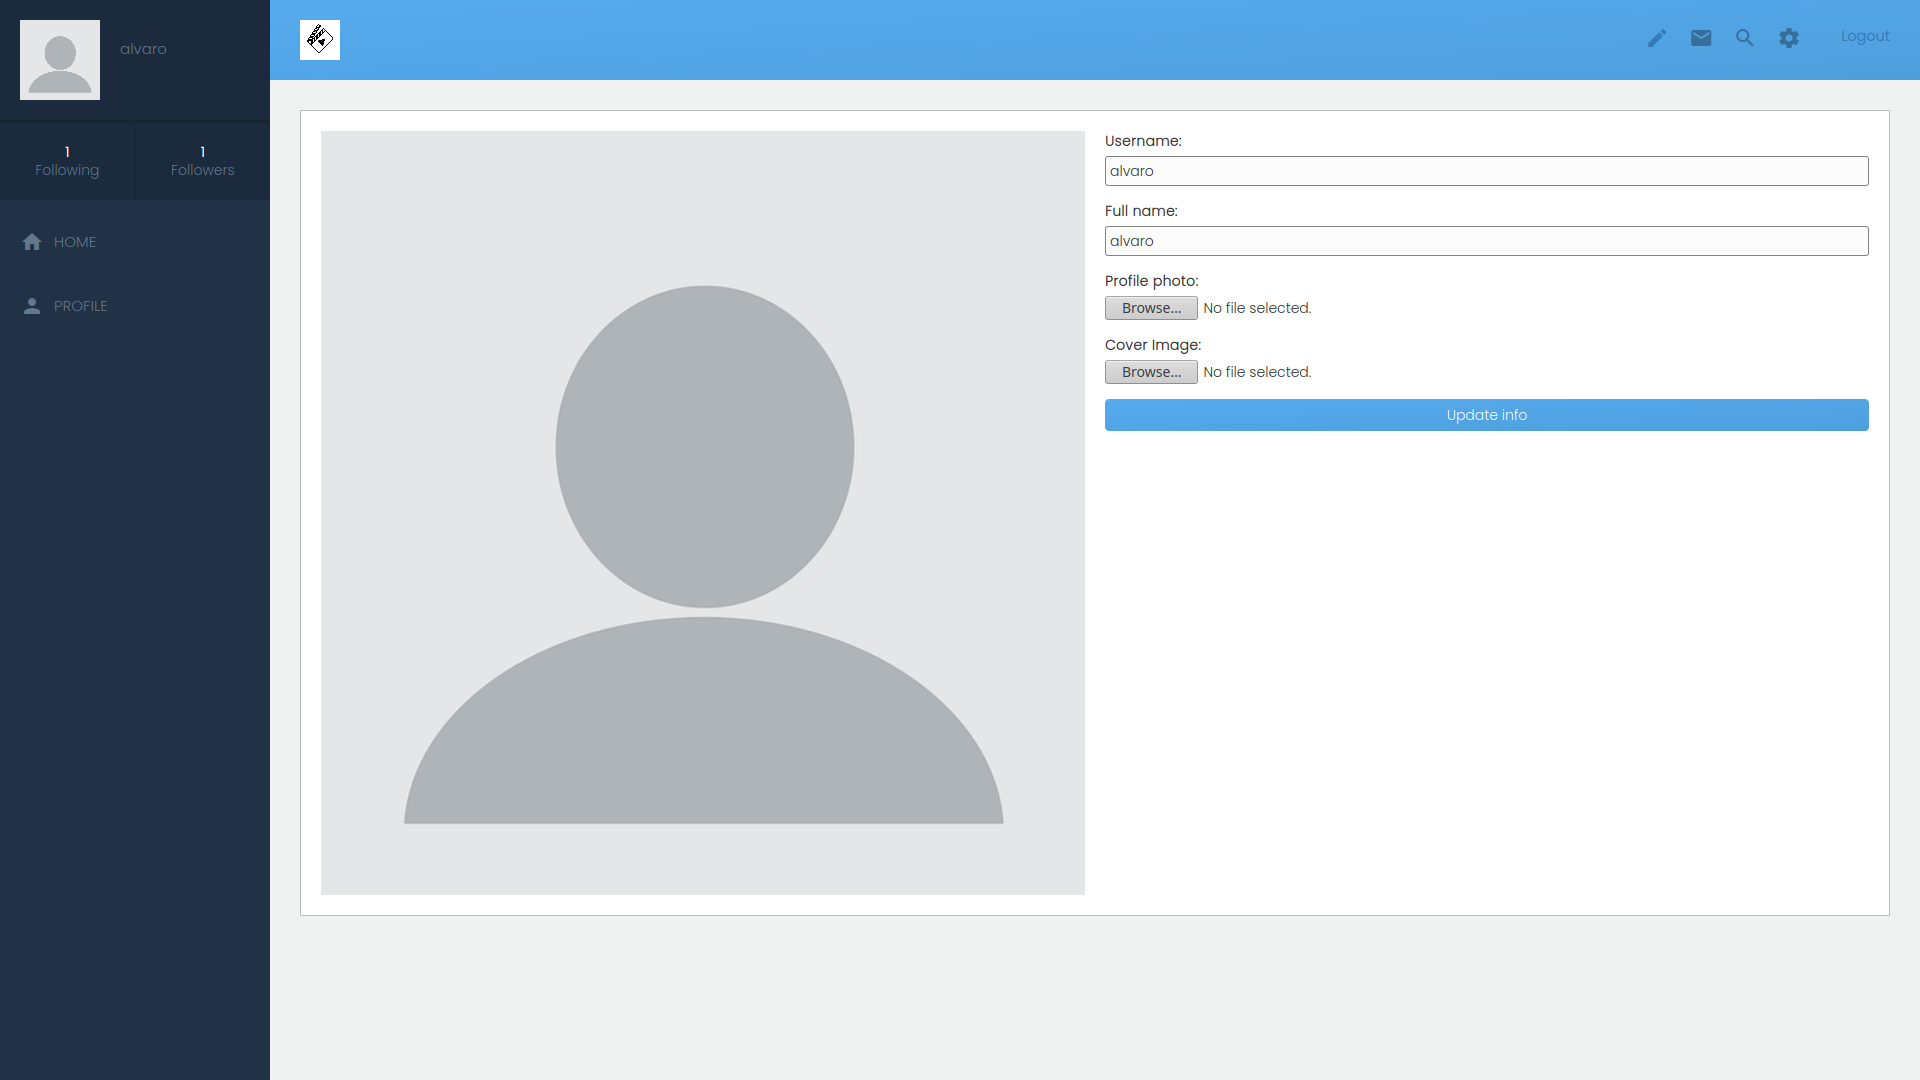 alvaro
Logout
1
Following
1
Followers
HOME
PROFILE
Username:
alvaro
Full name:
alvaro
Profile photo:
Browse... No file selected.
Cover Image:
Browse... No file selected.
Update info